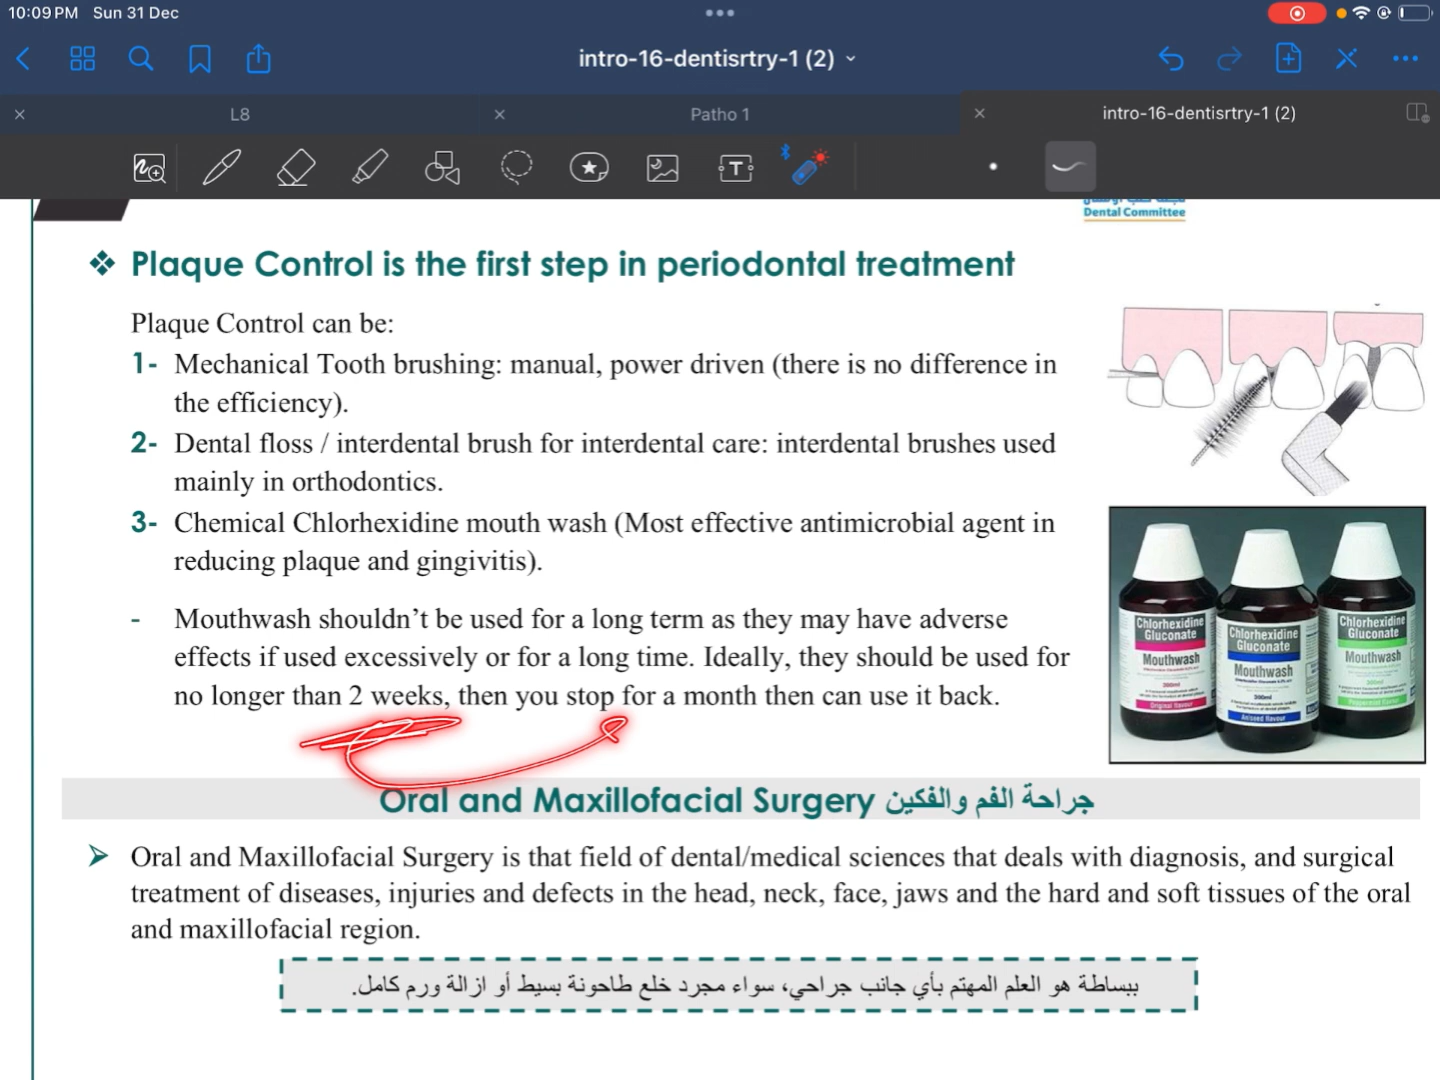 10:09 PM Sun 31 Dec
intro-16-dentisrtry-1 (2)
L8
Patho 1
intro-16-dentisrtry-1 (2)
Dental Committee
❖ Plaque Control is the first step in periodontal treatment
Plaque Control can be:
1- Mechanical Tooth brushing: manual, power driven (there is no difference in
the efficiency).
2- Dental floss / interdental brush for interdental care: interdental brushes used
mainly in orthodontics.
3- Chemical Chlorhexidine mouth wash (Most effective antimicrobial agent in
reducing plaque and gingivitis).
- Mouthwash shouldn't be used for a long term as they may have adverse
effects if used excessively or for a long time. Ideally, they should be used for
no longer than 2 weeks, then you stop for a month then can use it back.
Chlorhexidine
Gluconate
Mouthwash
300ml
Original flavour
Chlorhexidine
Gluconate
Mouthwash
300ml
Aniseed flavour
Chlorhexidine
Gluconate
Mouthwash
300ml
Peppermint flavour
Oral and Maxillofacial Surgery جراحة الفم والفكين
➤ Oral and Maxillofacial Surgery is that field of dental/medical sciences that deals with diagnosis, and surgical
treatment of diseases, injuries and defects in the head, neck, face, jaws and the hard and soft tissues of the oral
and maxillofacial region.
ببساطة هو العلم المهتم بأي جانب جراحي، سواء مجرد خلع طاحونة بسيط أو ازالة ورم كامل.